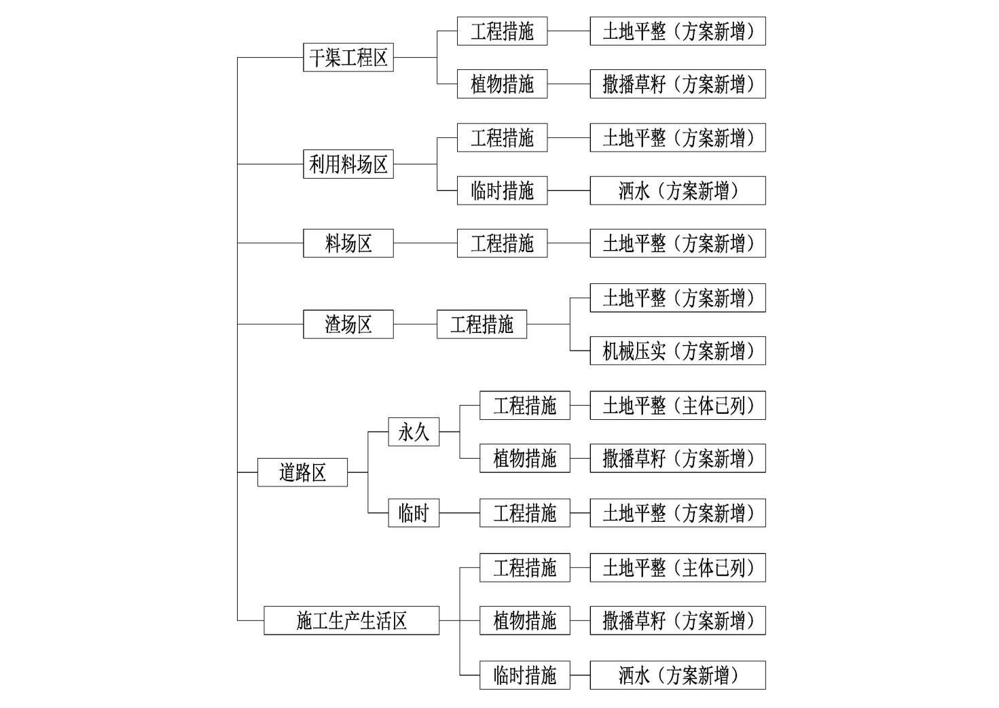 干渠工程区
工程措施
土地平整（方案新增）
植物措施
撒播草籽（方案新增）
利用料场区
工程措施
土地平整（方案新增）
临时措施
洒水（方案新增）
料场区
工程措施
土地平整（方案新增）
渣场区
工程措施
土地平整（方案新增）
机械压实（方案新增）
道路区
永久
工程措施
土地平整（主体已列）
植物措施
撒播草籽（方案新增）
临时
工程措施
土地平整（方案新增）
施工生产生活区
工程措施
土地平整（主体已列）
植物措施
撒播草籽（方案新增）
临时措施
洒水（方案新增）